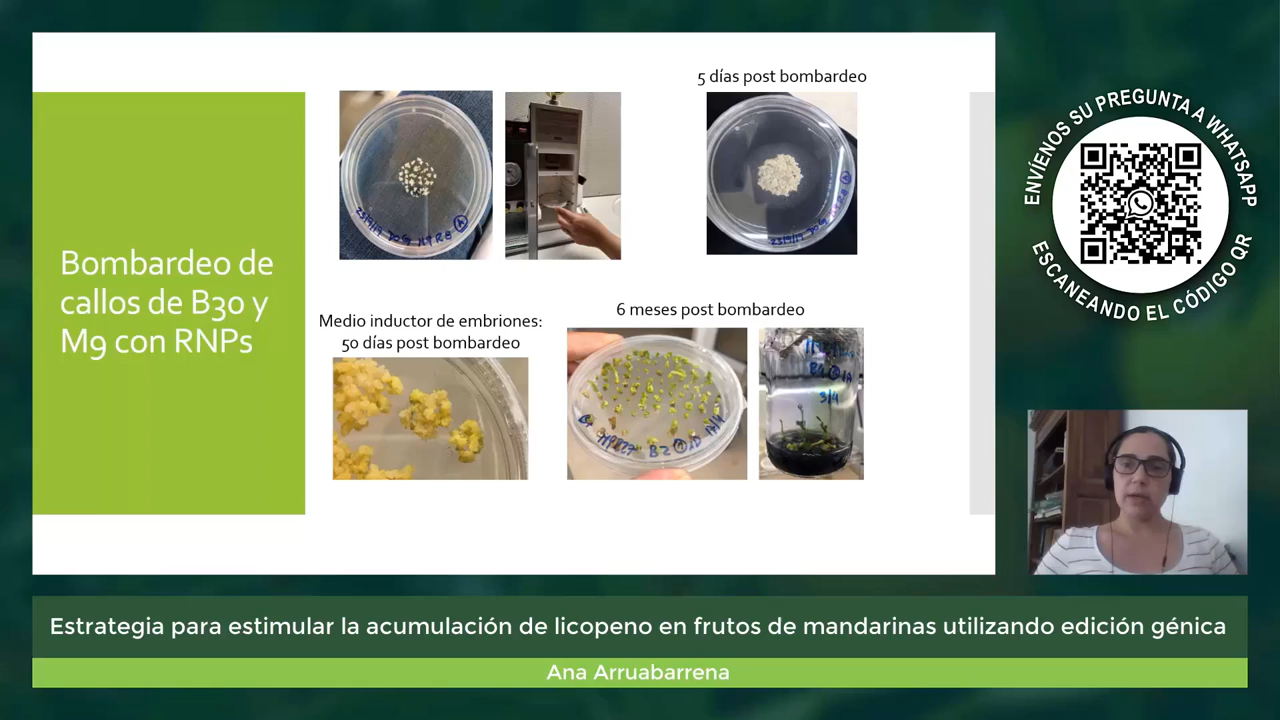 Bombardeo de
callos de B30 y
M9 con RNPs
5 días post bombardeo
Medio inductor de embriones:
50 días post bombardeo
6 meses post bombardeo
3/4
ENVÍENOS SU PREGUNTA A WHATSAPP
ESCANEANDO EL CÓDIGO QR
Estrategia para estimular la acumulación de licopeno en frutos de mandarinas utilizando edición génica
Ana Arruabarrena